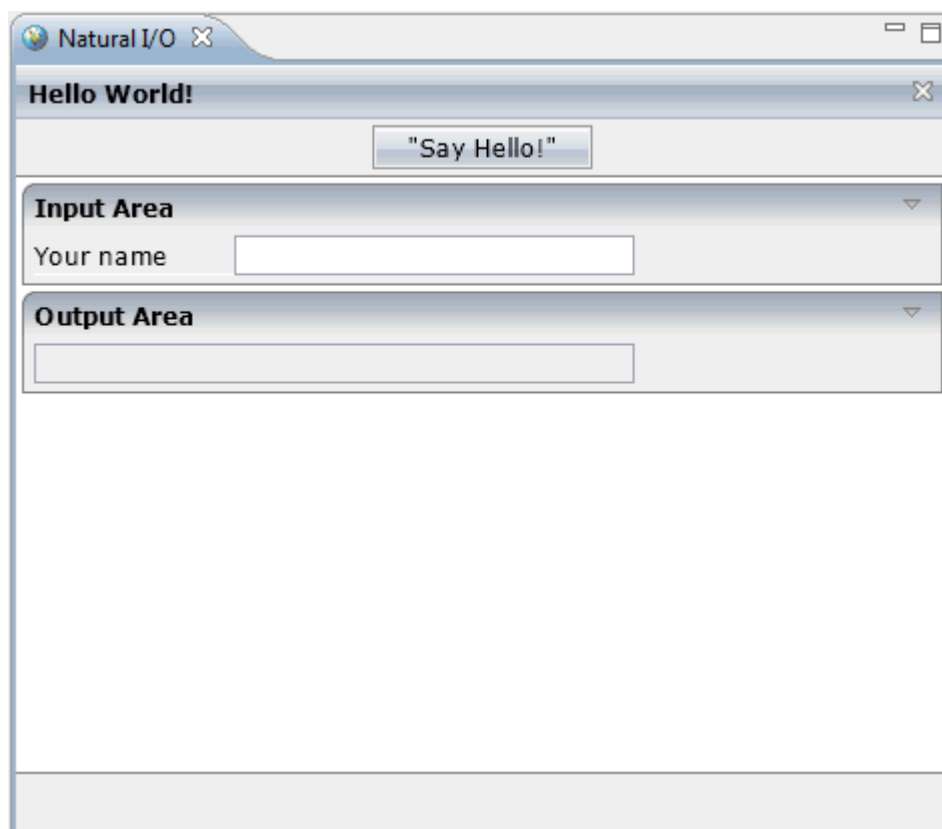 Natural I/O
Hello World!
"Say Hello!"
Input Area
Your name
Output Area